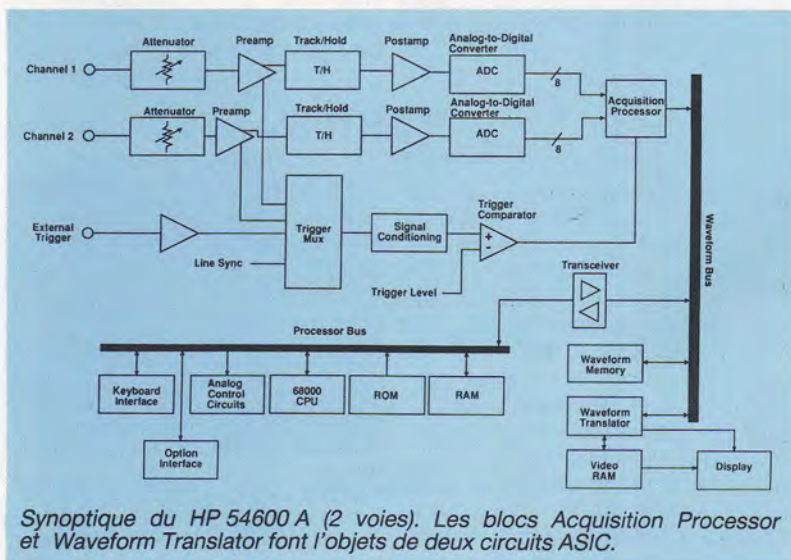 Attenuator
Preamp
Track/Hold
Postamp
Analog-to-Digital
Converter
Channel 1
T/H
ADC
8
Acquisition
Processor
Attenuator
Preamp
Track/Hold
Postamp
Analog-to-Digital
Converter
Channel 2
T/H
ADC
8
Trigger
Comparator
External
Trigger
Trigger
Mux
Signal
Conditioning
+
-
Line Sync
Trigger Level
Transceiver
Waveform Bus
Processor Bus
Keyboard
Interface
Analog
Control
Circuits
68000
CPU
ROM
RAM
Waveform
Memory
Waveform
Translator
Option
Interface
Video
RAM
Display
Synoptique du HP 54600 A (2 voies). Les blocs Acquisition Processor
et Waveform Translator font l'objets de deux circuits ASIC.